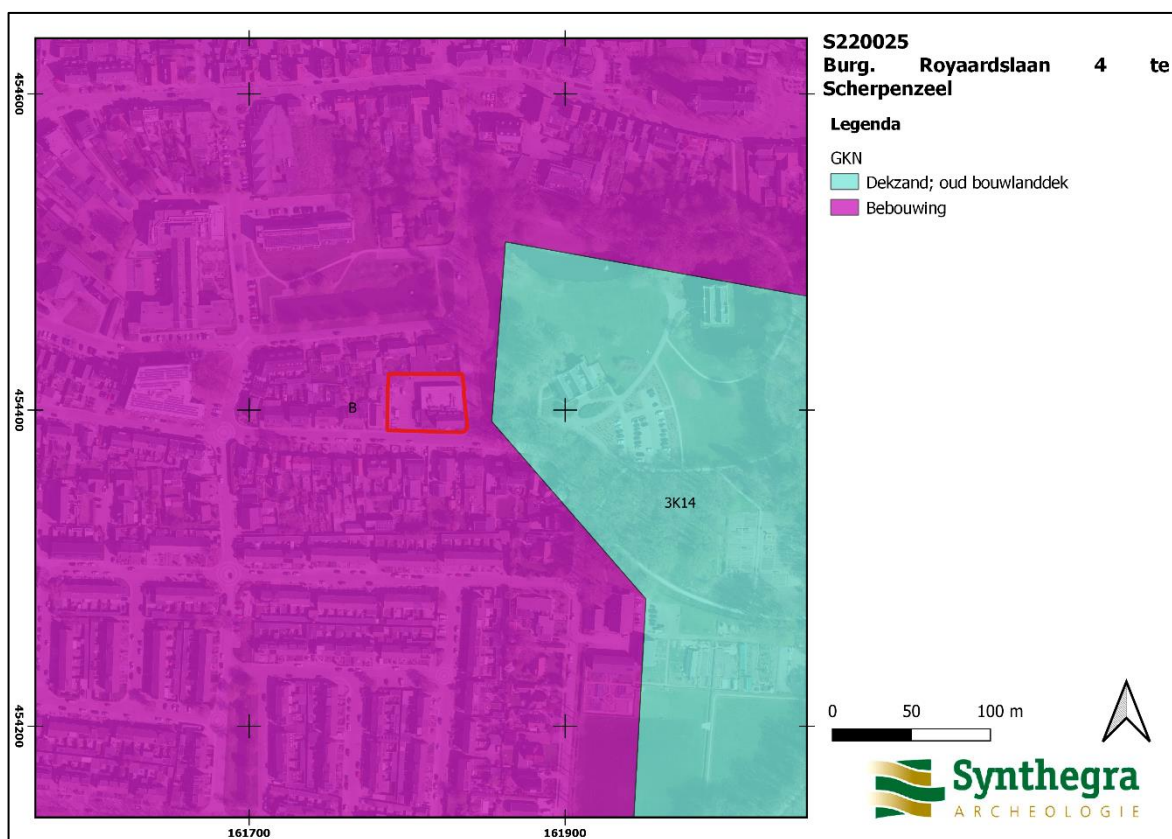 S220025
Burg. Royaardslaan 4 te
Scherpenzeel
Legenda
GKN
Dekzand; oud bouwlanddek
Bebouwing
454600
454400
454200
B
3K14
161700
161900
0 50 100 m
Synthegra
ARCHEOLOGIE